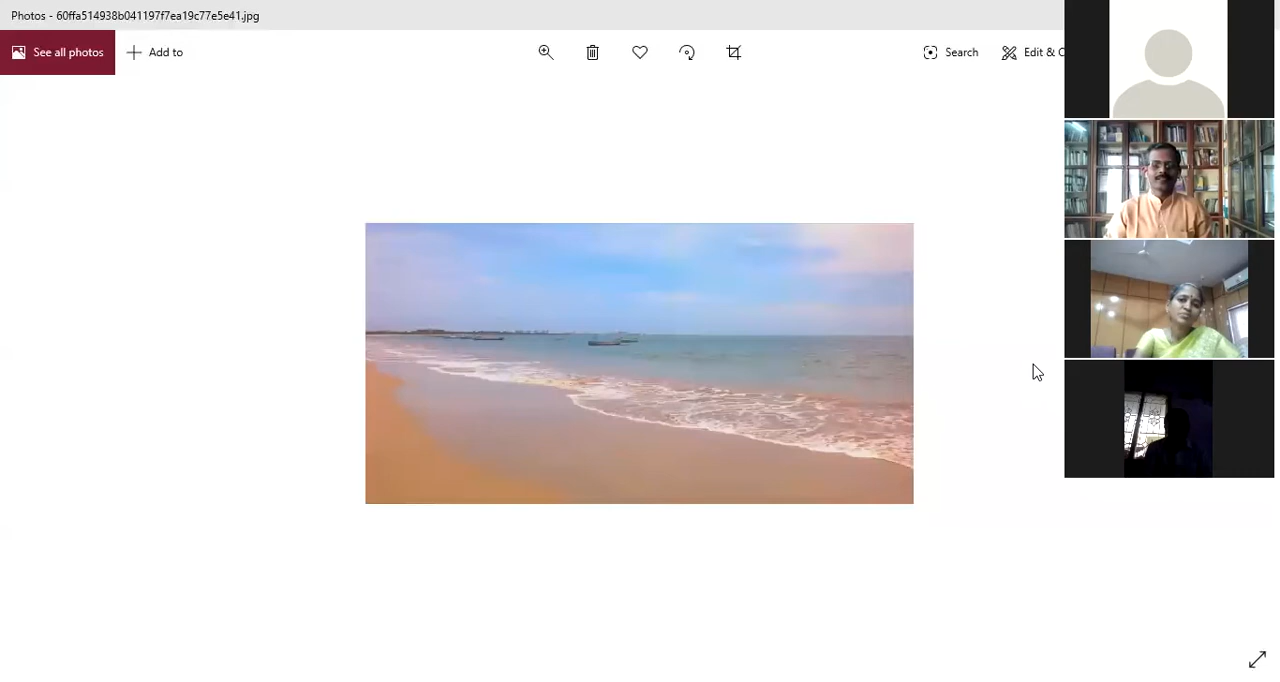 Photos - 60ffa514938b041197f7ea19c77e5e41.jpg
See all photos
Add to
Search
Edit & C